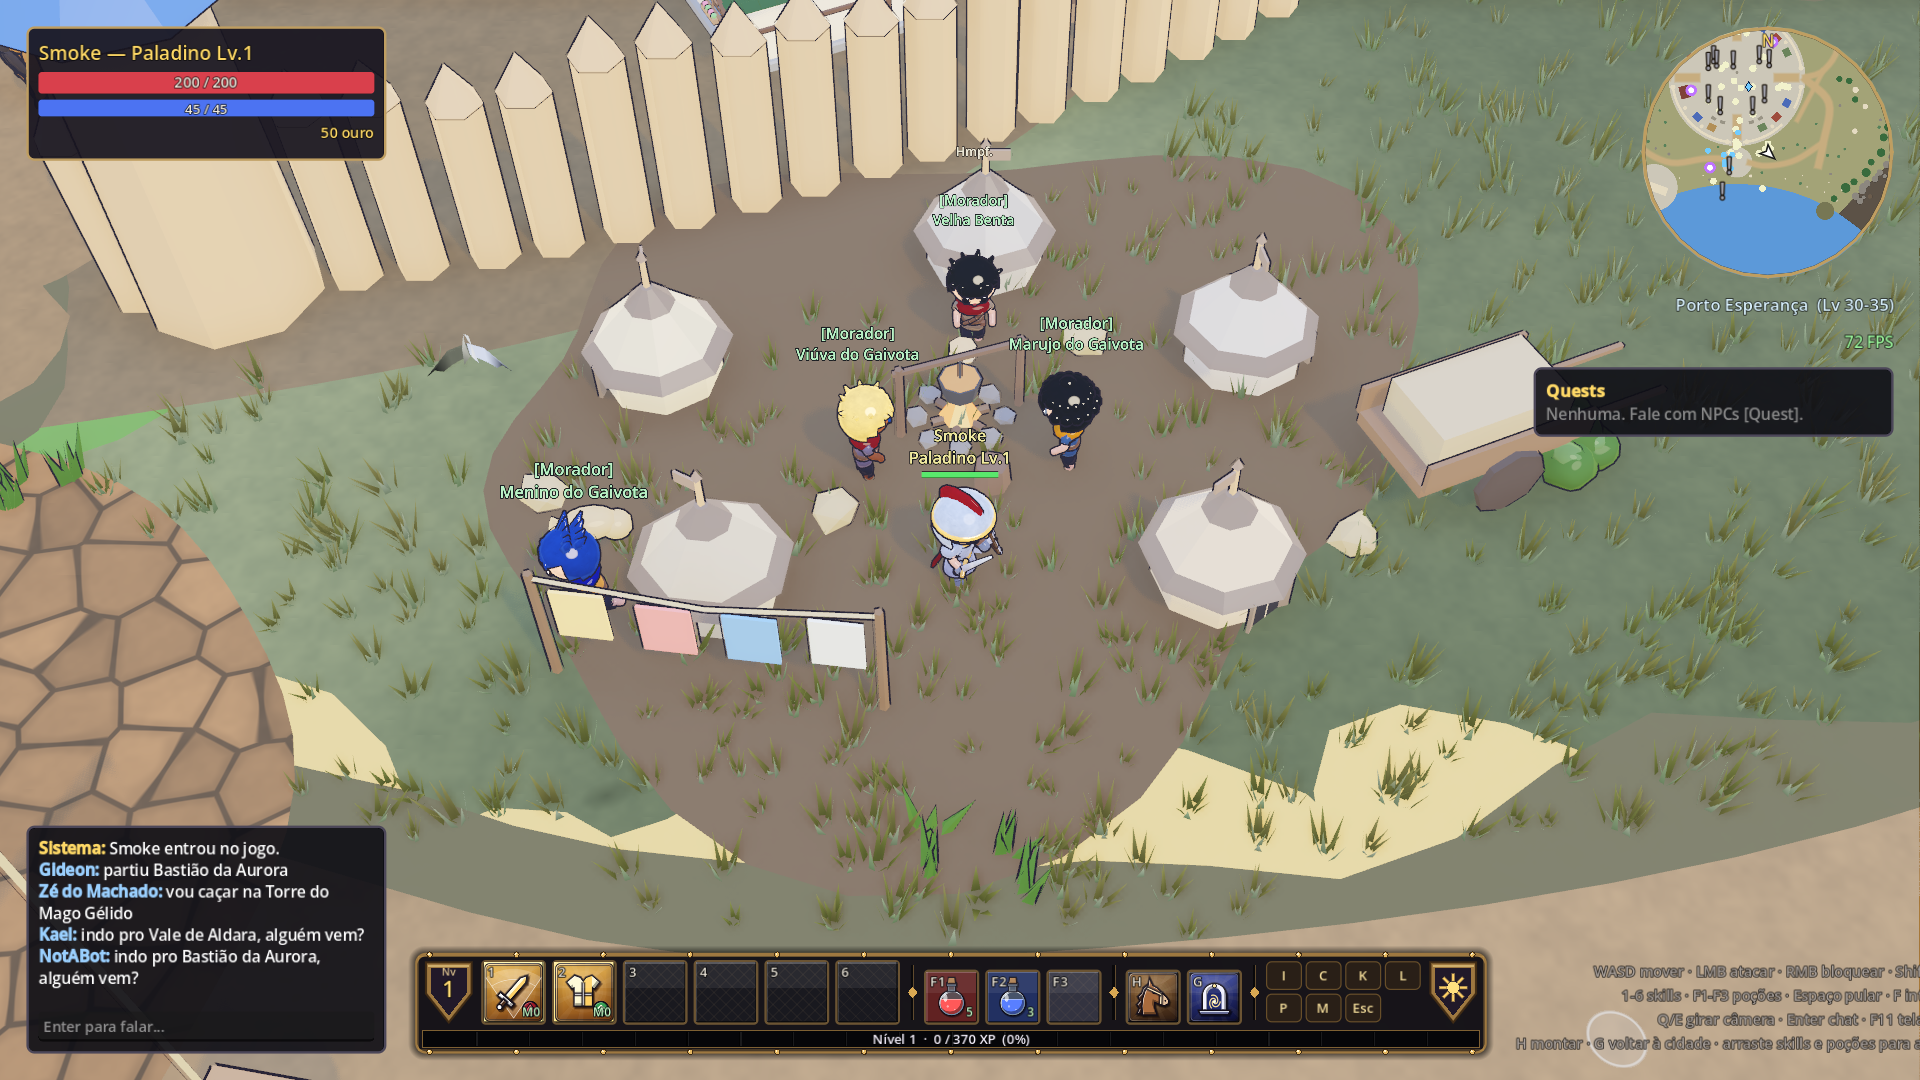 Smoke — Paladino Lv.1
200 / 200
45 / 45
50 ouro
N
Porto Esperança (Lv 30-35)
72 FPS
Quests
Nenhuma. Fale com NPCs [Quest].
Hmpf.
[Morador]
Velha Benta
[Morador]
Viúva do Gaivota
[Morador]
Marujo do Gaivota
Smoke
Paladino Lv.1
[Morador]
Menino do Gaivota
Sistema: Smoke entrou no jogo.
Gideon: partiu Bastião da Aurora
Zé do Machado: vou caçar na Torre do
Mago Gélido
Kael: indo pro Vale de Aldara, alguém vem?
NotABot: indo pro Bastião da Aurora,
alguém vem?
Enter para falar...
Nv
1
1 M0
2 M0
3
4
5
6
F1 5
F2 3
F3
H
G
I C K L
P M Esc
Nível 1 · 0 / 370 XP (0%)
WASD mover · LMB atacar · RMB bloquear · Shi
1-6 skills · F1-F3 poções · Espaço pular · F in
Q/E girar câmera · Enter chat · F11 tela
H montar · G voltar à cidade · arraste skills e poções para a